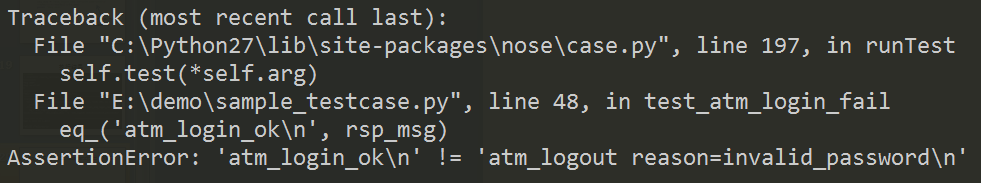 Traceback (most recent call last):
  File "C:\Python27\lib\site-packages\nose\case.py", line 197, in runTest
    self.test(*self.arg)
  File "E:\demo\sample_testcase.py", line 48, in test_atm_login_fail
    eq_('atm_login_ok\n', rsp_msg)
AssertionError: 'atm_login_ok\n' != 'atm_logout reason=invalid_password\n'